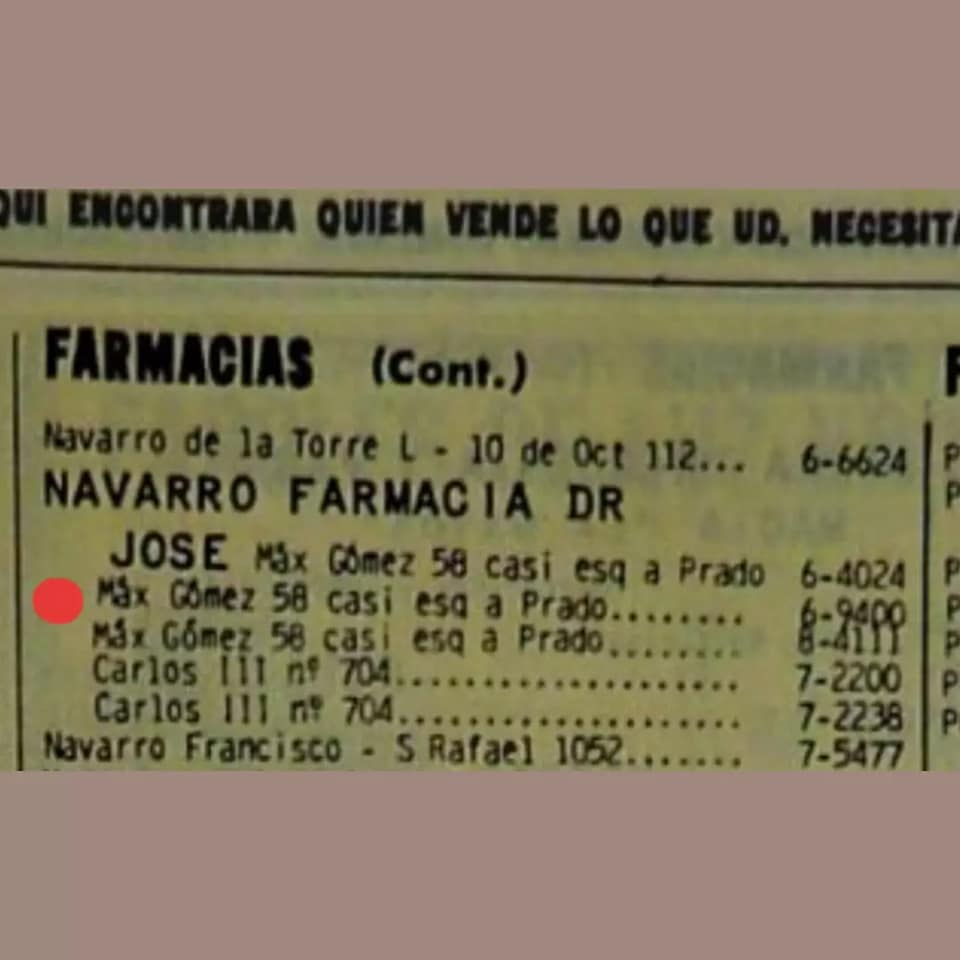 QUI ENCONTRARA QUIEN VENDE LO QUE UD. NECESITA
FARMACIAS (Cont.)
Navarro de la Torre L - 10 de Oct 112... 6-6624
NAVARRO FARMACIA DR
JOSE Máx Gómez 58 casi esq a Prado 6-4024
Máx Gómez 58 casi esq a Prado........ 6-9400
Máx Gómez 58 casi esq a Prado........ 8-4111
Carlos III nº 704.................... 7-2200
Carlos III nº 704.................... 7-2238
Navarro Francisco - S Rafael 1052....... 7-5477